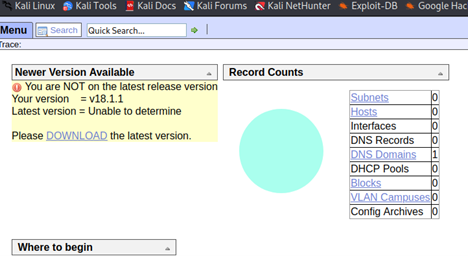 Kali Linux Kali Tools Kali Docs Kali Forums Kali NetHunter Exploit-DB Google Hac
Menu Search Quick Search...
Trace:
Newer Version Available
You are NOT on the latest release version
Your version = v18.1.1
Latest version = Unable to determine
Please DOWNLOAD the latest version.
Record Counts
Subnets 0
Hosts 0
Interfaces 0
DNS Records 0
DNS Domains 1
DHCP Pools 0
Blocks 0
VLAN Campuses 0
Config Archives 0
Where to begin